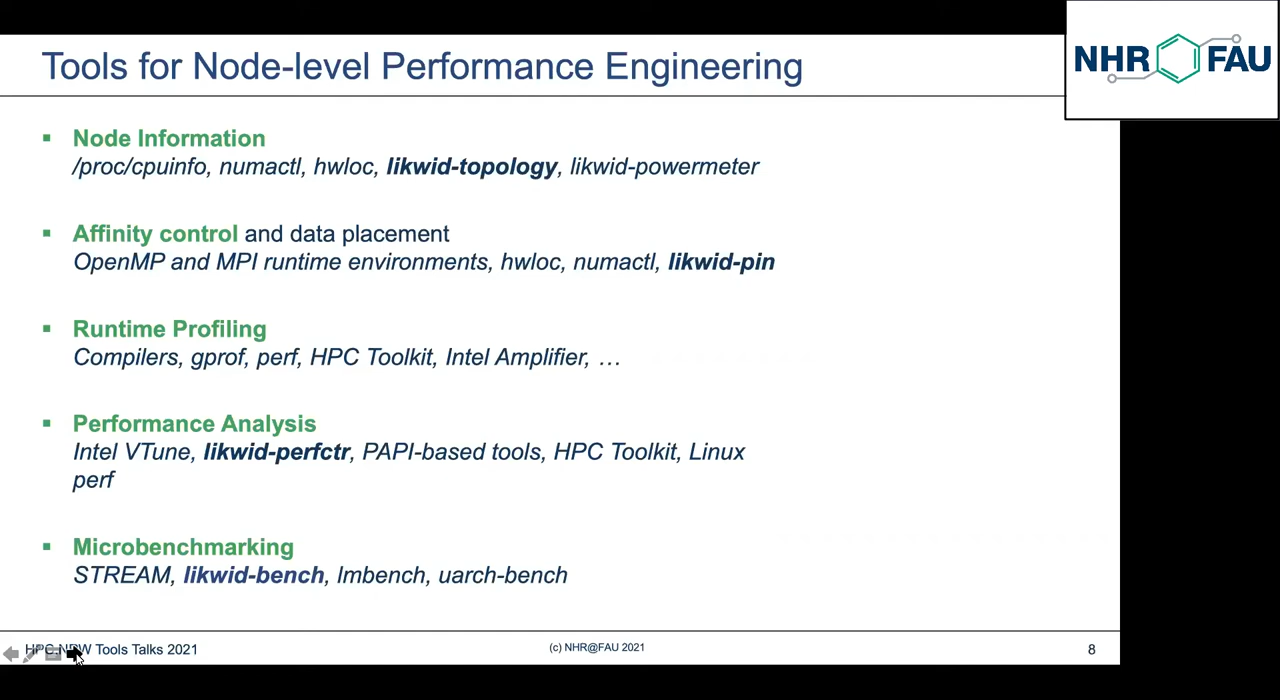 Tools for Node-level Performance Engineering
NHR FAU
Node Information
/proc/cpuinfo, numactl, hwloc, likwid-topology, likwid-powermeter
Affinity control and data placement
OpenMP and MPI runtime environments, hwloc, numactl, likwid-pin
Runtime Profiling
Compilers, gprof, perf, HPC Toolkit, Intel Amplifier, …
Performance Analysis
Intel VTune, likwid-perfctr, PAPI-based tools, HPC Toolkit, Linux
perf
Microbenchmarking
STREAM, likwid-bench, lmbench, uarch-bench
HPC.NRW Tools Talks 2021
(c) NHR@FAU 2021
8